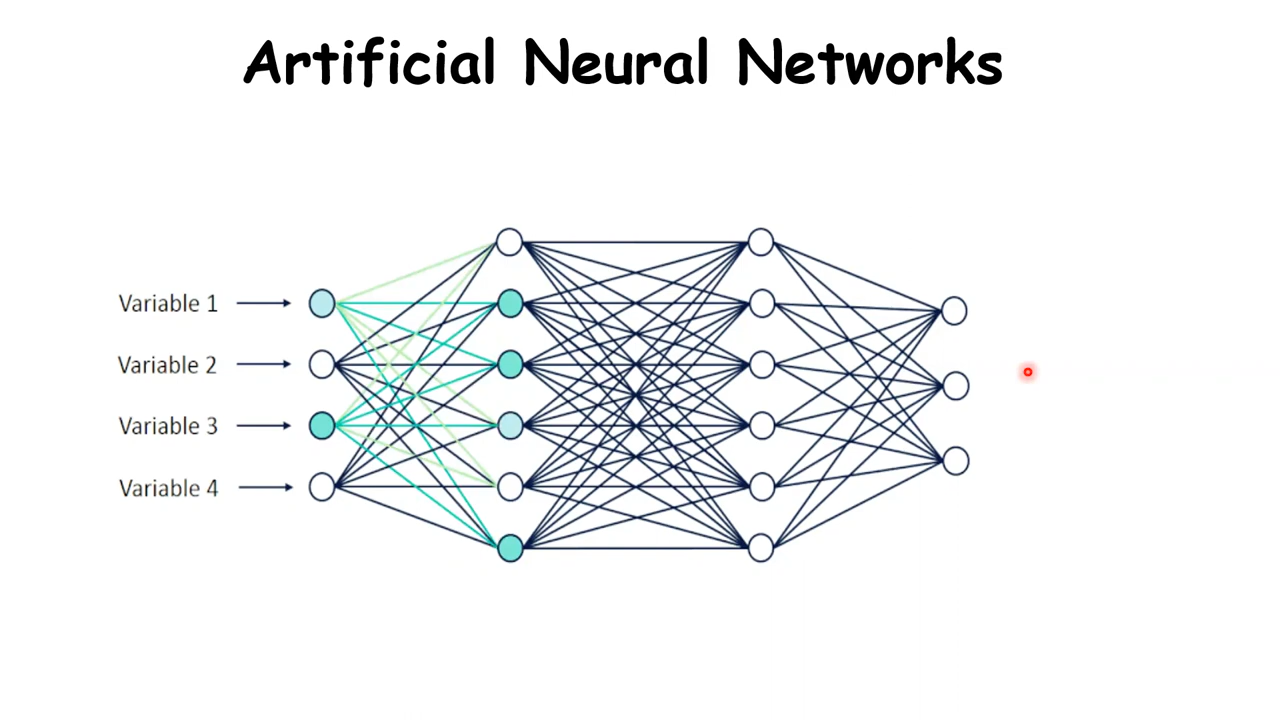 Artificial Neural Networks
Variable 1
Variable 2
Variable 3
Variable 4